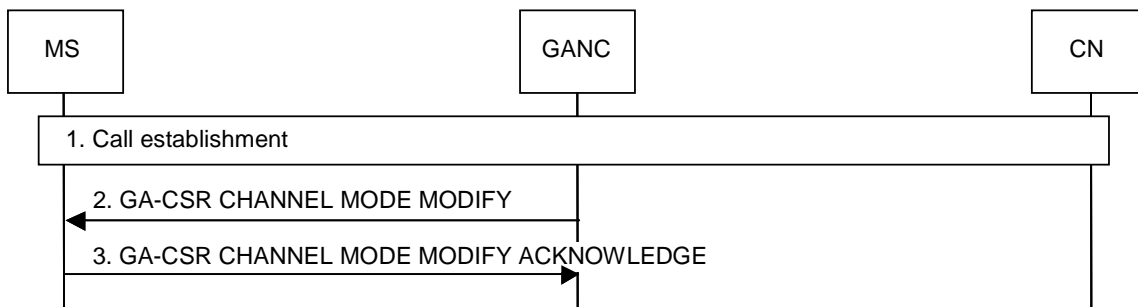 MS
GANC
CN
1. Call establishment
2. GA-CSR CHANNEL MODE MODIFY
3. GA-CSR CHANNEL MODE MODIFY ACKNOWLEDGE